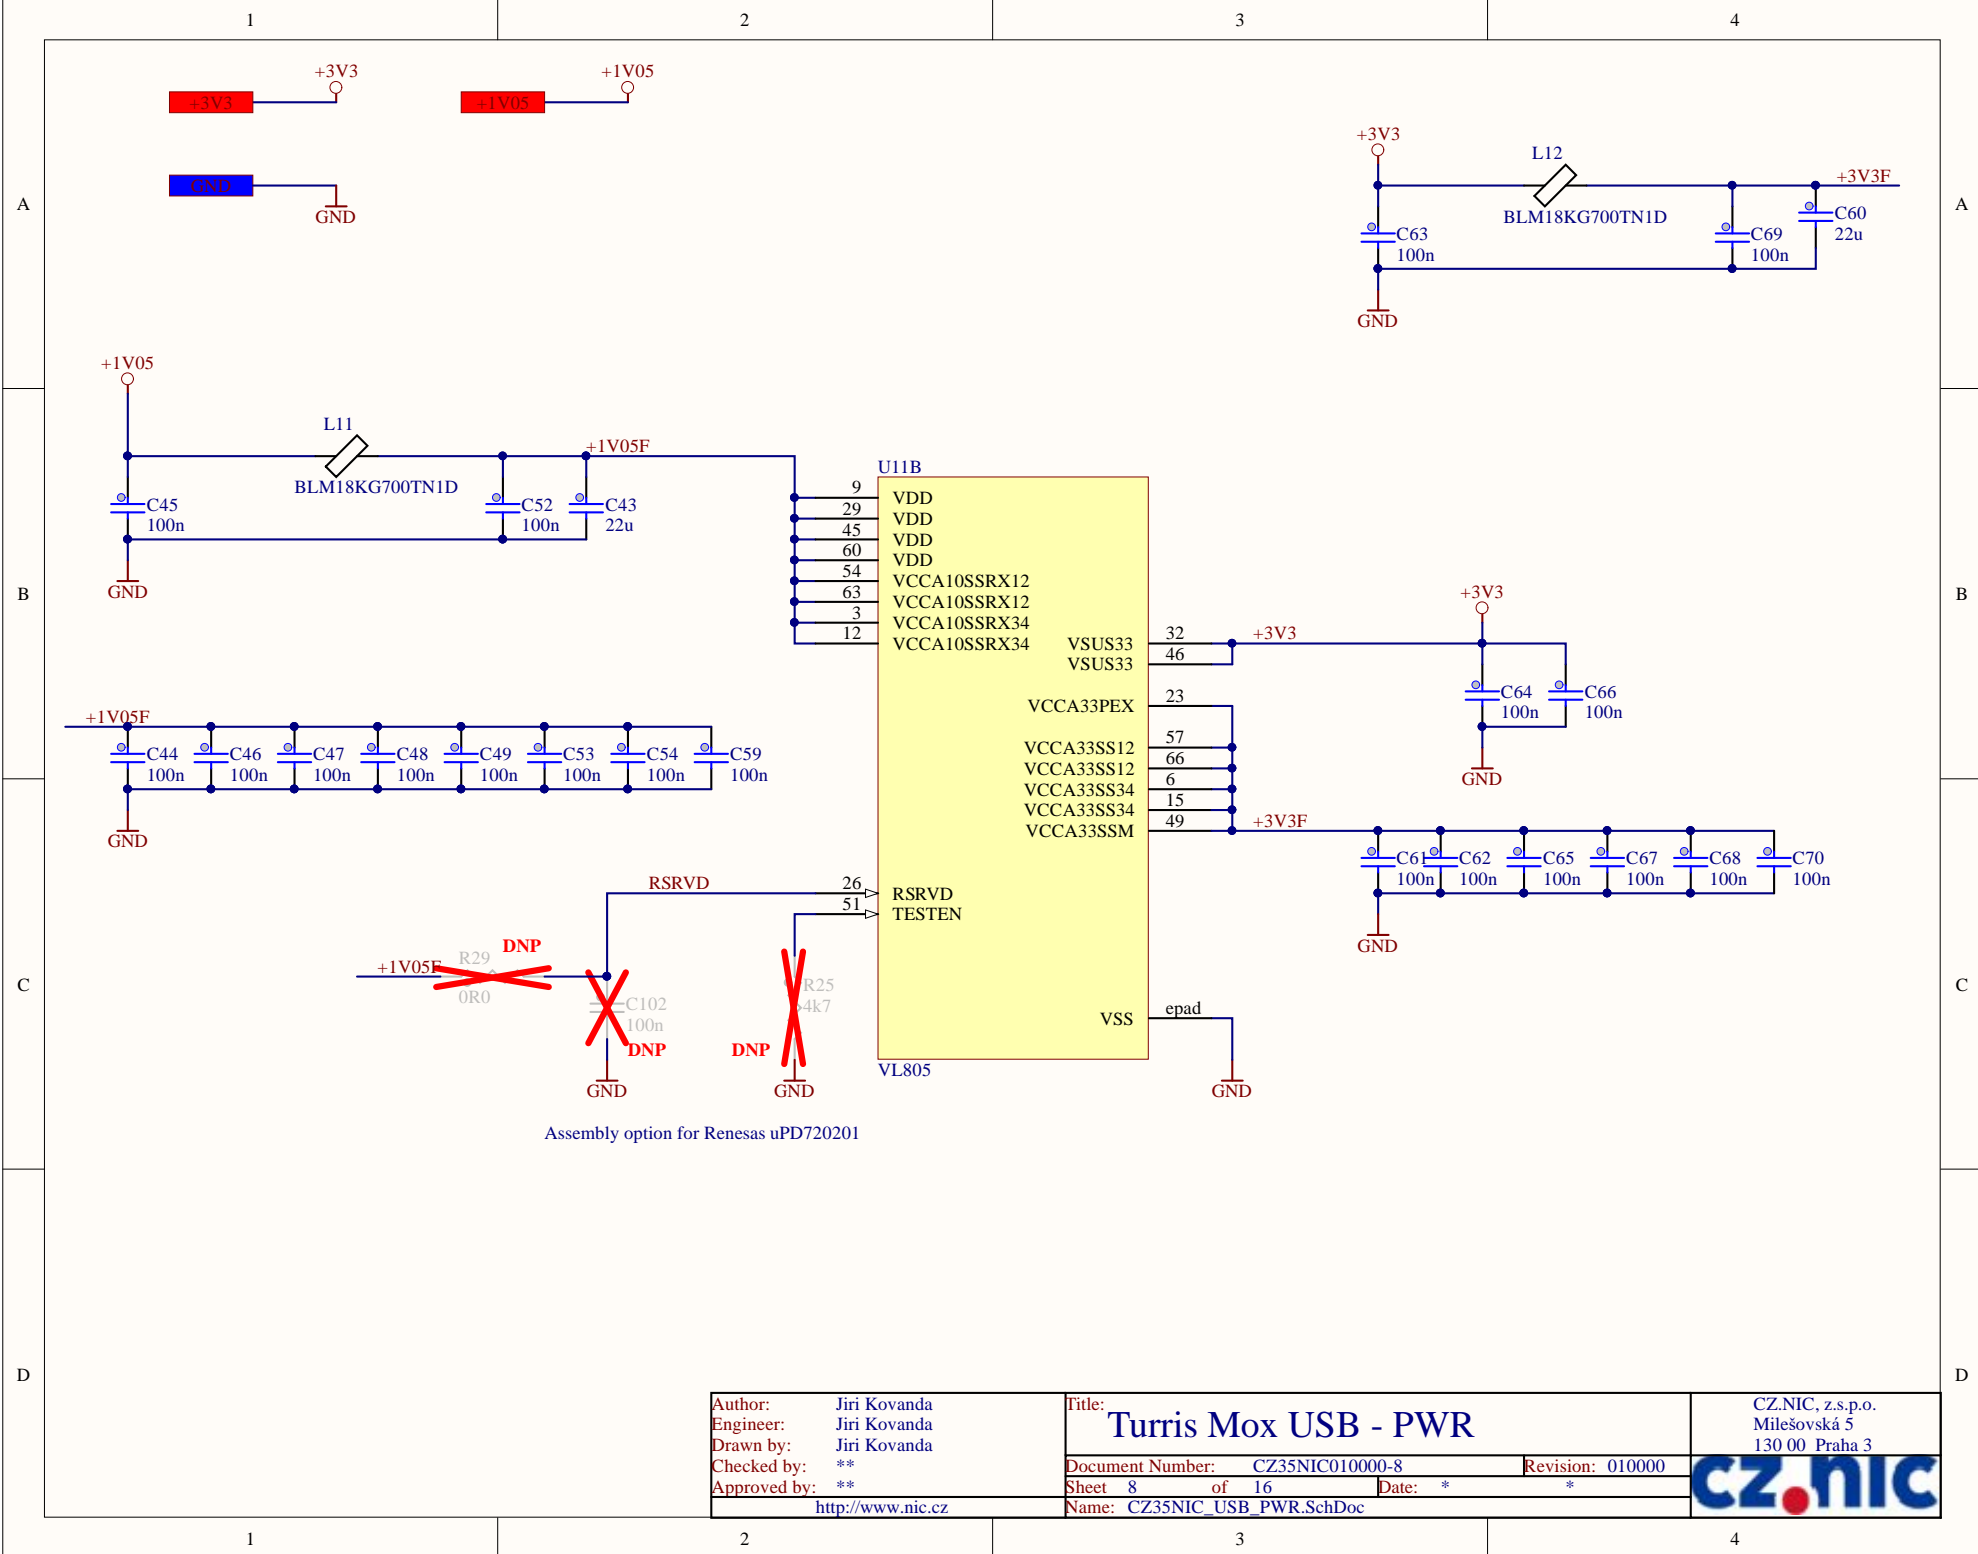 1 2 3 4
+3V3 +1V05
+3V3 +1V05
GND
GND
+3V3
L12
+3V3F
BLM18KG700TN1D
C63
100n
C69
100n
C60
22u
GND
A A
+1V05
L11
+1V05F
BLM18KG700TN1D
C45
100n
C52
100n
C43
22u
GND
B B
U11B
9 VDD
29 VDD
45 VDD
60 VDD
54 VCCA10SSRX12
63 VCCA10SSRX12
3 VCCA10SSRX34
12 VCCA10SSRX34
VSUS33 32 +3V3
VSUS33 46
VCCA33PEX 23
VCCA33SS12 57
VCCA33SS12 66
VCCA33SS34 6
VCCA33SS34 15
VCCA33SSM 49 +3V3F
26 RSRVD
51 TESTEN
VSS epad
VL805
GND
+3V3
C64
100n
C66
100n
GND
+1V05F
C44 C46 C47 C48 C49 C53 C54 C59
100n 100n 100n 100n 100n 100n 100n 100n
GND
C61 C62 C65 C67 C68 C70
100n 100n 100n 100n 100n 100n
GND
RSRVD
DNP
+1V05F
R29
0R0
C102
100n
DNP
GND
R25
4k7
DNP
GND
C C
Assembly option for Renesas uPD720201
D D
Author: Jiri Kovanda
Engineer: Jiri Kovanda
Drawn by: Jiri Kovanda
Checked by: **
Approved by: **
http://www.nic.cz
Title: Turris Mox USB - PWR
Document Number: CZ35NIC010000-8 Revision: 010000
Sheet 8 of 16 Date: * *
Name: CZ35NIC_USB_PWR.SchDoc
CZ.NIC, z.s.p.o.
Milešovská 5
130 00 Praha 3
cz.nic
1 2 3 4